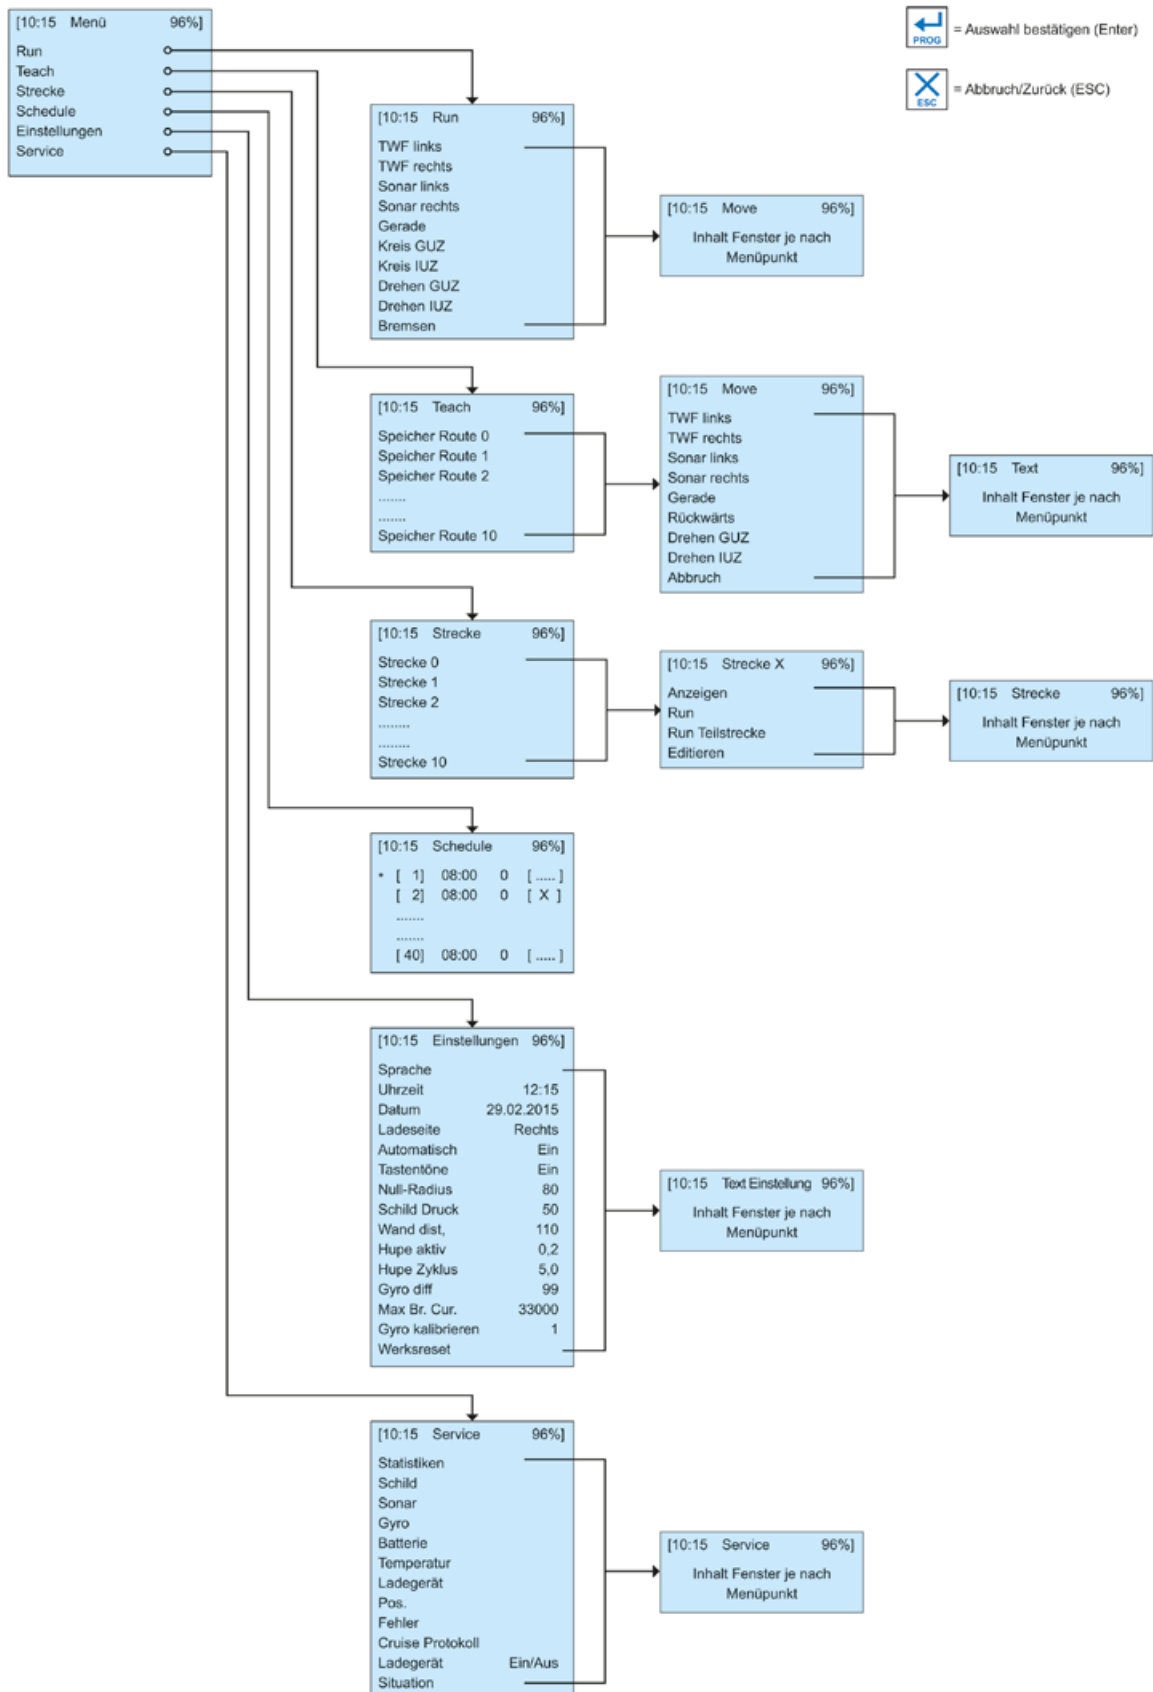 [10:15 Menü 96%]
Run
Teach
Strecke
Schedule
Einstellungen
Service
PROG = Auswahl bestätigen (Enter)
ESC = Abbruch/Zurück (ESC)
[10:15 Run 96%]
TWF links
TWF rechts
Sonar links
Sonar rechts
Gerade
Kreis GUZ
Kreis IUZ
Drehen GUZ
Drehen IUZ
Bremsen
[10:15 Move 96%]
Inhalt Fenster je nach
Menüpunkt
[10:15 Teach 96%]
Speicher Route 0
Speicher Route 1
Speicher Route 2
.......
.......
Speicher Route 10
[10:15 Move 96%]
TWF links
TWF rechts
Sonar links
Sonar rechts
Gerade
Rückwärts
Drehen GUZ
Drehen IUZ
Abbruch
[10:15 Text 96%]
Inhalt Fenster je nach
Menüpunkt
[10:15 Strecke 96%]
Strecke 0
Strecke 1
Strecke 2
........
........
Strecke 10
[10:15 Strecke X 96%]
Anzeigen
Run
Run Teilstrecke
Editieren
[10:15 Strecke 96%]
Inhalt Fenster je nach
Menüpunkt
[10:15 Schedule 96%]
* [ 1] 08:00 0 [ ..... ]
[ 2] 08:00 0 [ X ]
.......
.......
[ 40] 08:00 0 [ ..... ]
[10:15 Einstellungen 96%]
Sprache
Uhrzeit 12:15
Datum 29.02.2015
Ladeseite Rechts
Automatisch Ein
Tastentöne Ein
Null-Radius 80
Schild Druck 50
Wand dist, 110
Hupe aktiv 0,2
Hupe Zyklus 5,0
Gyro diff 99
Max Br. Cur. 33000
Gyro kalibrieren 1
Werksreset
[10:15 Text Einstellung 96%]
Inhalt Fenster je nach
Menüpunkt
[10:15 Service 96%]
Statistiken
Schild
Sonar
Gyro
Batterie
Temperatur
Ladegerät
Pos.
Fehler
Cruise Protokoll
Ladegerät Ein/Aus
Situation
[10:15 Service 96%]
Inhalt Fenster je nach
Menüpunkt